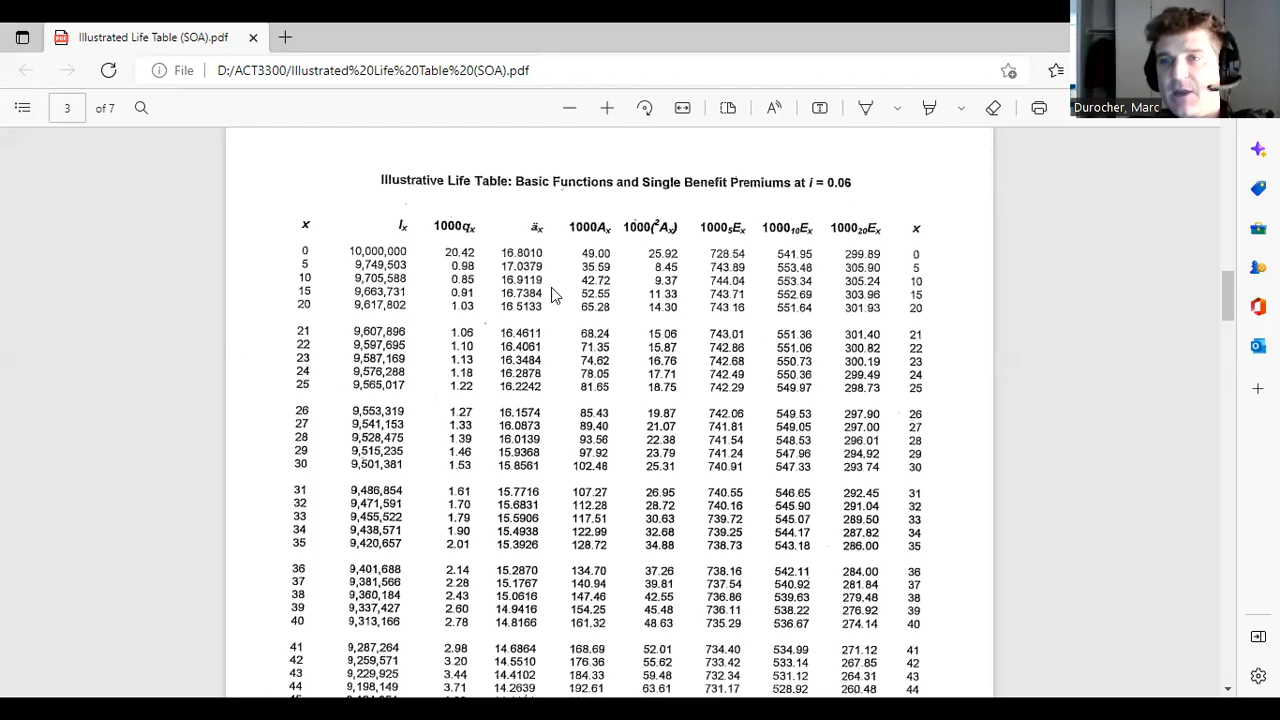 Illustrated Life Table (SOA).pdf
File D:/ACT3300/Illustrated%20Life%20Table%20(SOA).pdf
3 of 7
Durocher, Marc
Illustrative Life Table: Basic Functions and Single Benefit Premiums at i = 0.06
x lx 1000qx äx 1000Ax 1000(²Ax) 1000₅Ex 1000₁₀Ex 1000₂₀Ex x
0 10,000,000 20.42 16.8010 49.00 25.92 728.54 541.95 299.89 0
5 9,749,503 0.98 17.0379 35.59 8.45 743.89 553.48 305.90 5
10 9,705,588 0.85 16.9119 42.72 9.37 744.04 553.34 305.24 10
15 9,663,731 0.91 16.7384 52.55 11.33 743.71 552.69 303.96 15
20 9,617,802 1.03 16.5133 65.28 14.30 743 16 551.64 301.93 20
21 9,607,896 1.06 16.4611 68.24 15.06 743.01 551.36 301.40 21
22 9,597,695 1.10 16.4061 71.35 15.87 742.86 551.06 300.82 22
23 9,587,169 1.13 16.3484 74.62 16.76 742.68 550.73 300.19 23
24 9,576,288 1.18 16.2878 78.05 17.71 742.49 550.36 299.49 24
25 9,565,017 1.22 16.2242 81.65 18.75 742.29 549.97 298.73 25
26 9,553,319 1.27 16.1574 85.43 19.87 742.06 549.53 297.90 26
27 9,541,153 1.33 16.0873 89.40 21.07 741.81 549.05 297.00 27
28 9,528,475 1.39 16.0139 93.56 22.38 741.54 548.53 296.01 28
29 9,515,235 1.46 15.9368 97.92 23.79 741.24 547.96 294.92 29
30 9,501,381 1.53 15.8561 102.48 25.31 740.91 547.33 293.74 30
31 9,486,854 1.61 15.7716 107.27 26.95 740.55 546.65 292.45 31
32 9,471,591 1.70 15.6831 112.28 28.72 740.16 545.90 291.04 32
33 9,455,522 1.79 15.5906 117.51 30.63 739.72 545.07 289.50 33
34 9,438,571 1.90 15.4938 122.99 32.68 739.25 544.17 287.82 34
35 9,420,657 2.01 15.3926 128.72 34.88 738.73 543.18 286.00 35
36 9,401,688 2.14 15.2870 134.70 37.26 738.16 542.11 284.00 36
37 9,381,566 2.28 15.1767 140.94 39.81 737.54 540.92 281.84 37
38 9,360,184 2.43 15.0616 147.46 42.55 736.86 539.63 279.48 38
39 9,337,427 2.60 14.9416 154.25 45.48 736.11 538.22 276.92 39
40 9,313,166 2.78 14.8166 161.32 48.63 735.29 536.67 274.14 40
41 9,287,264 2.98 14.6864 168.69 52.01 734.40 534.99 271.12 41
42 9,259,571 3.20 14.5510 176.36 55.62 733.42 533.14 267.85 42
43 9,229,925 3.44 14.4102 184.33 59.48 732.34 531.12 264.31 43
44 9,198,149 3.71 14.2639 192.61 63.61 731.17 528.92 260.48 44